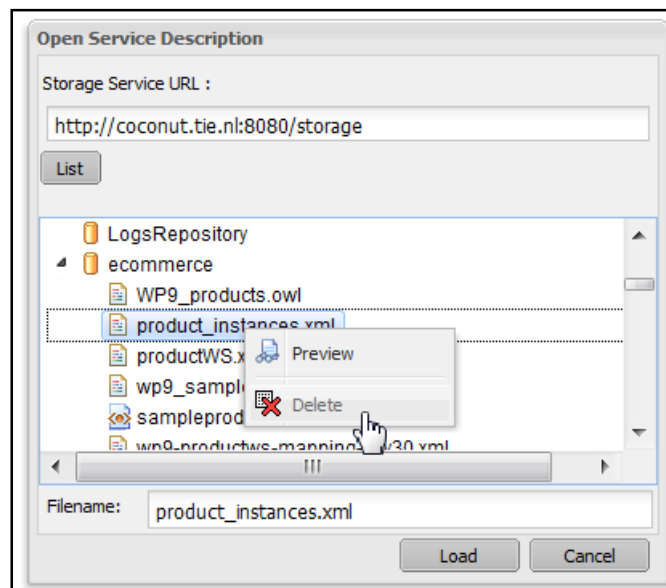 Open Service Description
Storage Service URL :
http://coconut.tie.nl:8080/storage
List
LogsRepository
ecommerce
WP9_products.owl
product_instances.xml
Preview
Delete
Filename:
product_instances.xml
Load Cancel